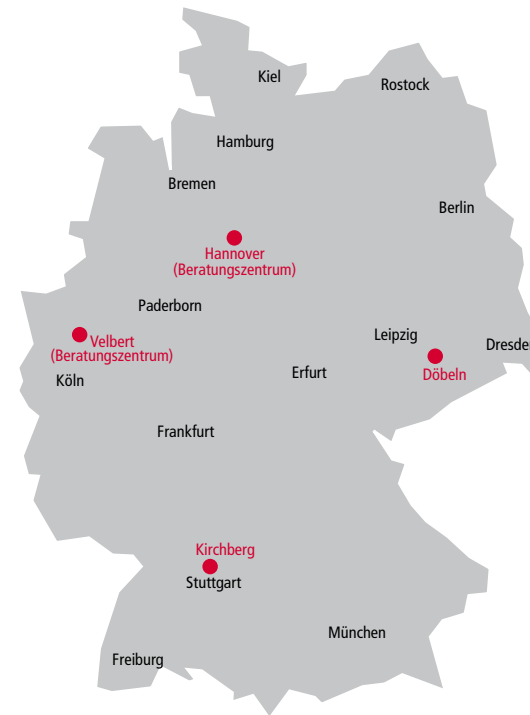 Kiel
Rostock
Hamburg
Bremen
Berlin
Hannover
(Beratungszentrum)
Paderborn
Velbert
(Beratungszentrum)
Leipzig
Dresden
Köln
Erfurt
Döbeln
Frankfurt
Kirchberg
Stuttgart
München
Freiburg